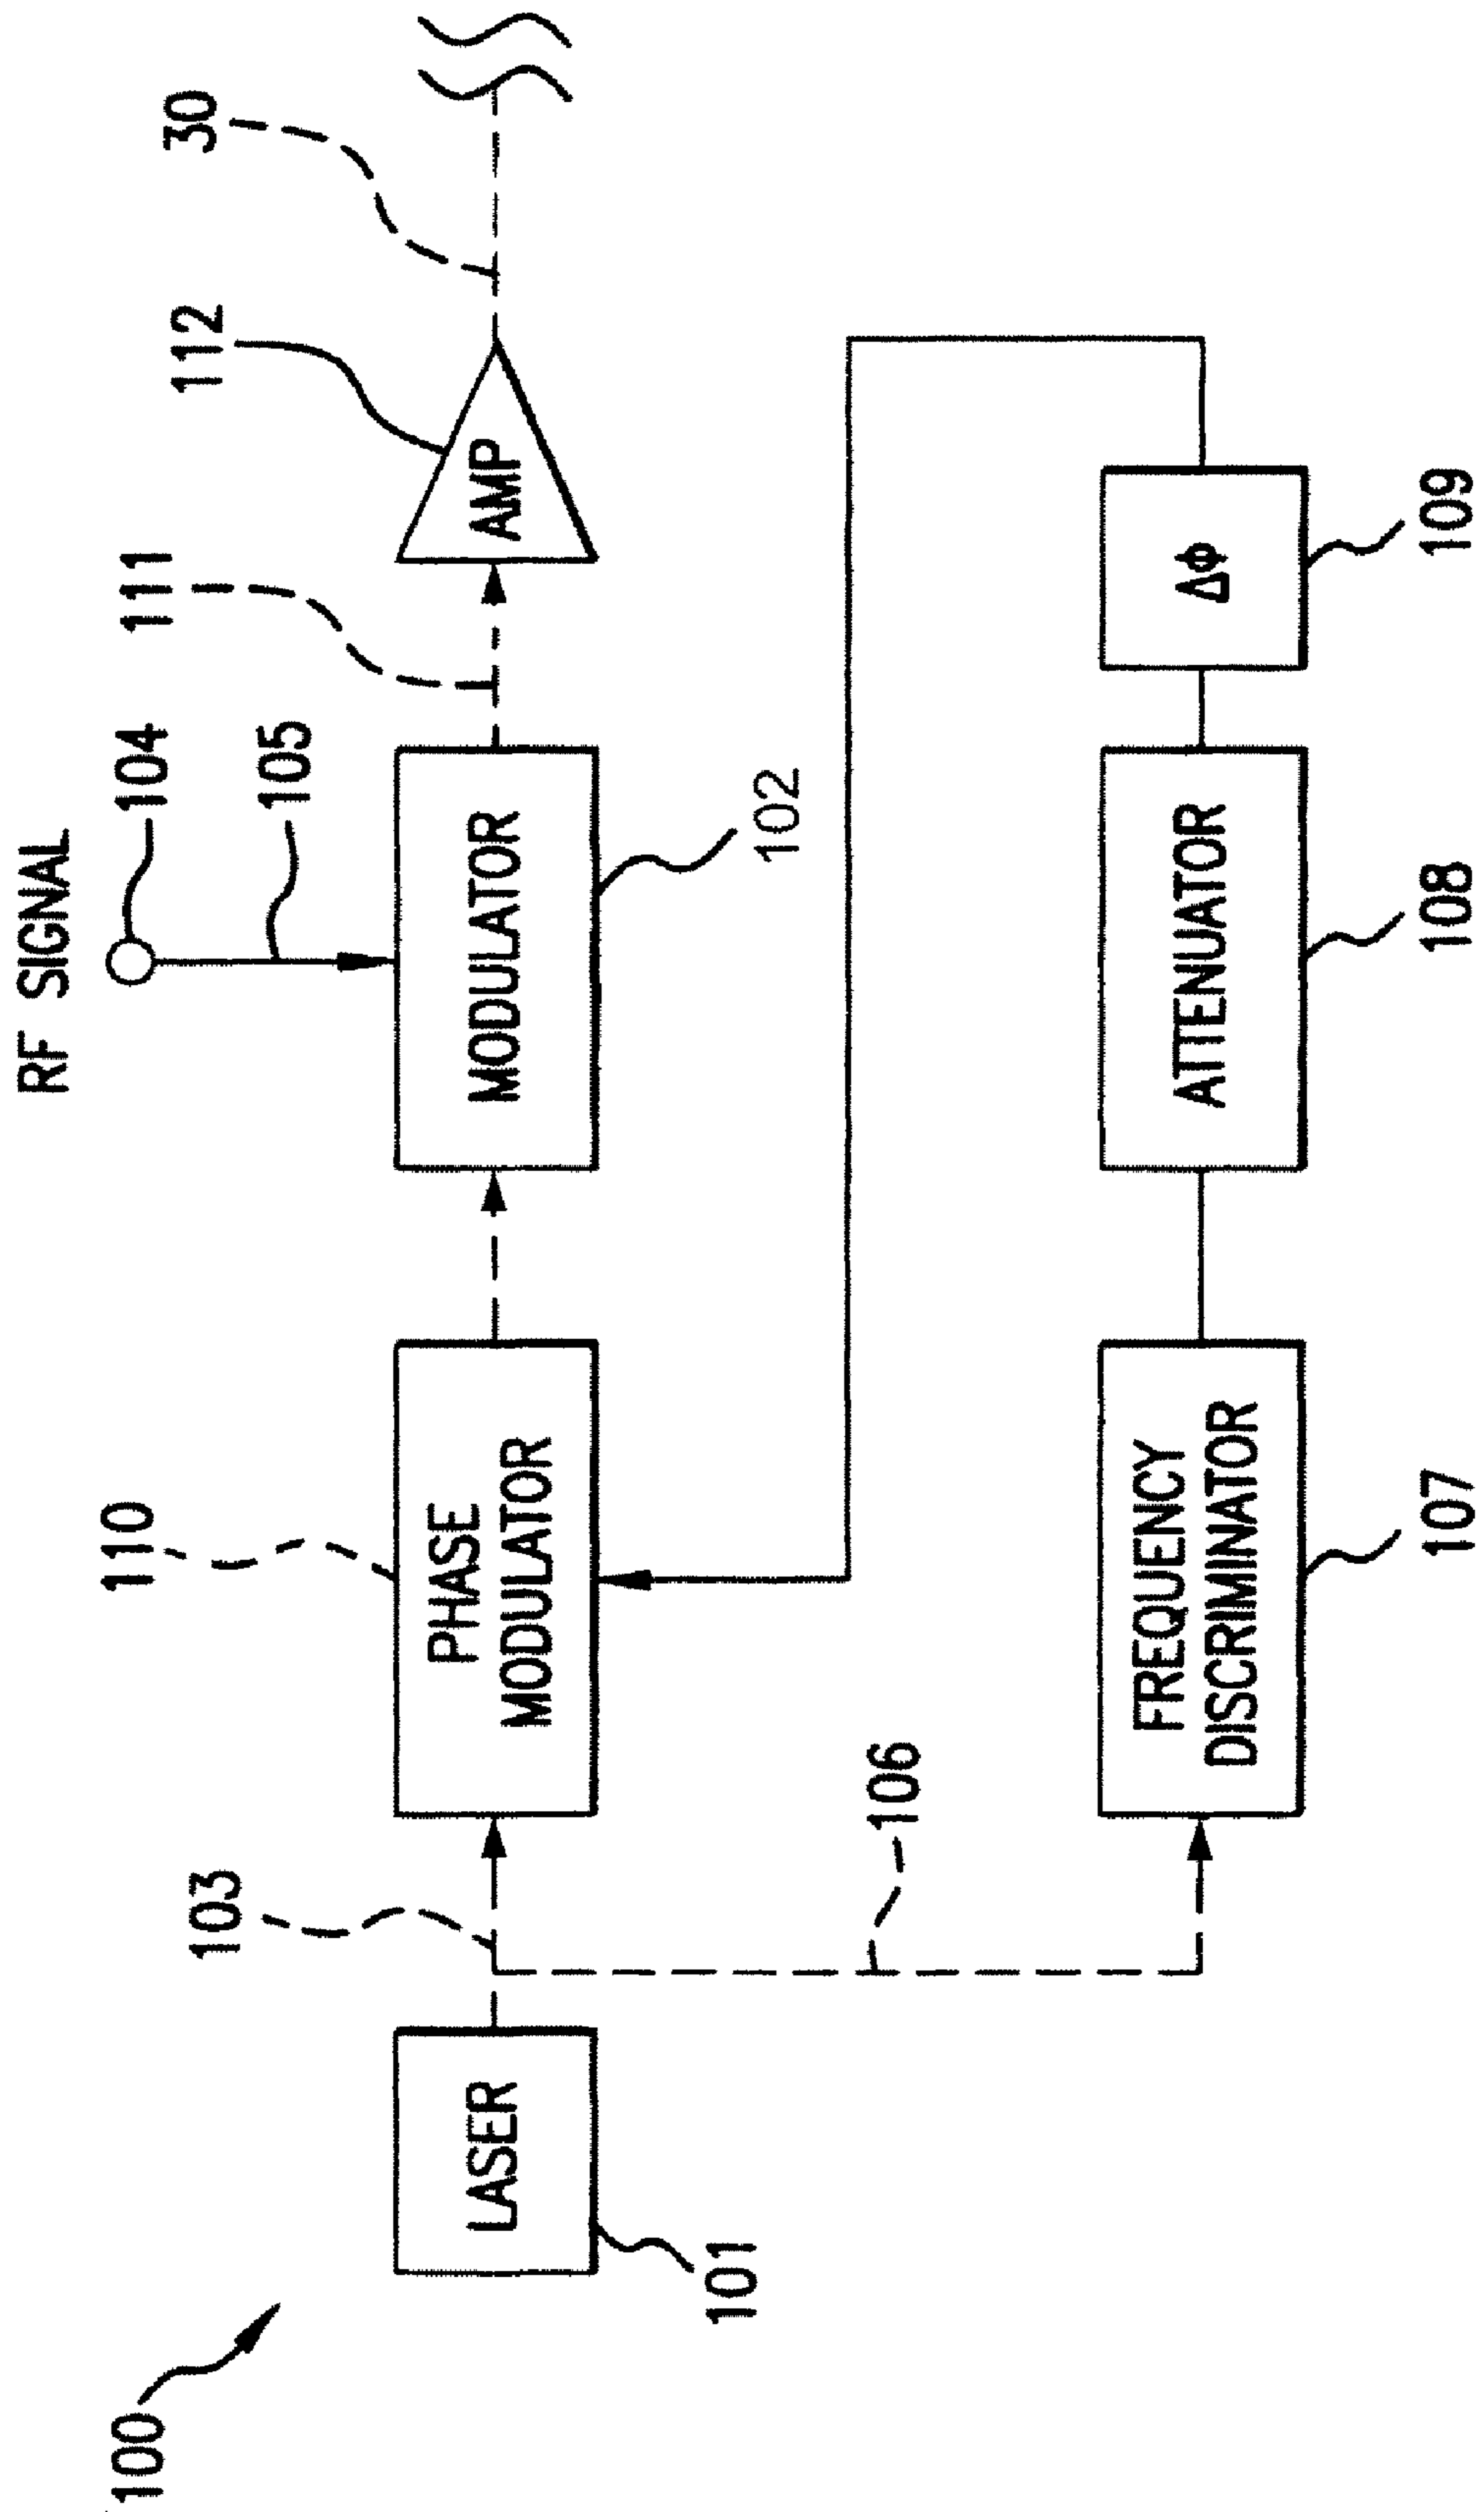 100
LASER
101
103
106
110
PHASE
MODULATOR
FREQUENCY
DISCRIMINATOR
107
RF SIGNAL
104
105
MODULATOR
102
ATTENUATOR
108
111
AMP
112
ΔΦ
109
30